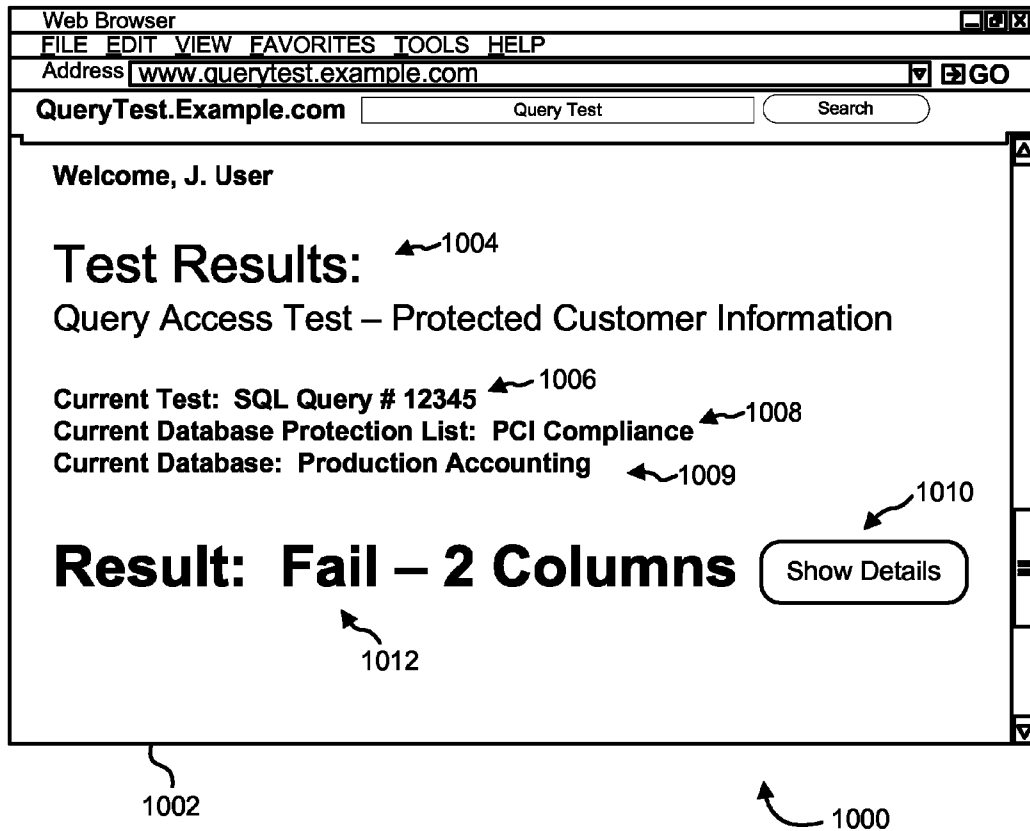 Web Browser
FILE EDIT VIEW FAVORITES TOOLS HELP
Address www.querytest.example.com GO
QueryTest.Example.com Query Test Search
Welcome, J. User
Test Results: 1004
Query Access Test – Protected Customer Information
Current Test: SQL Query # 12345 1006
Current Database Protection List: PCI Compliance 1008
Current Database: Production Accounting 1009
1010
Result: Fail – 2 Columns Show Details
1012
1002
1000